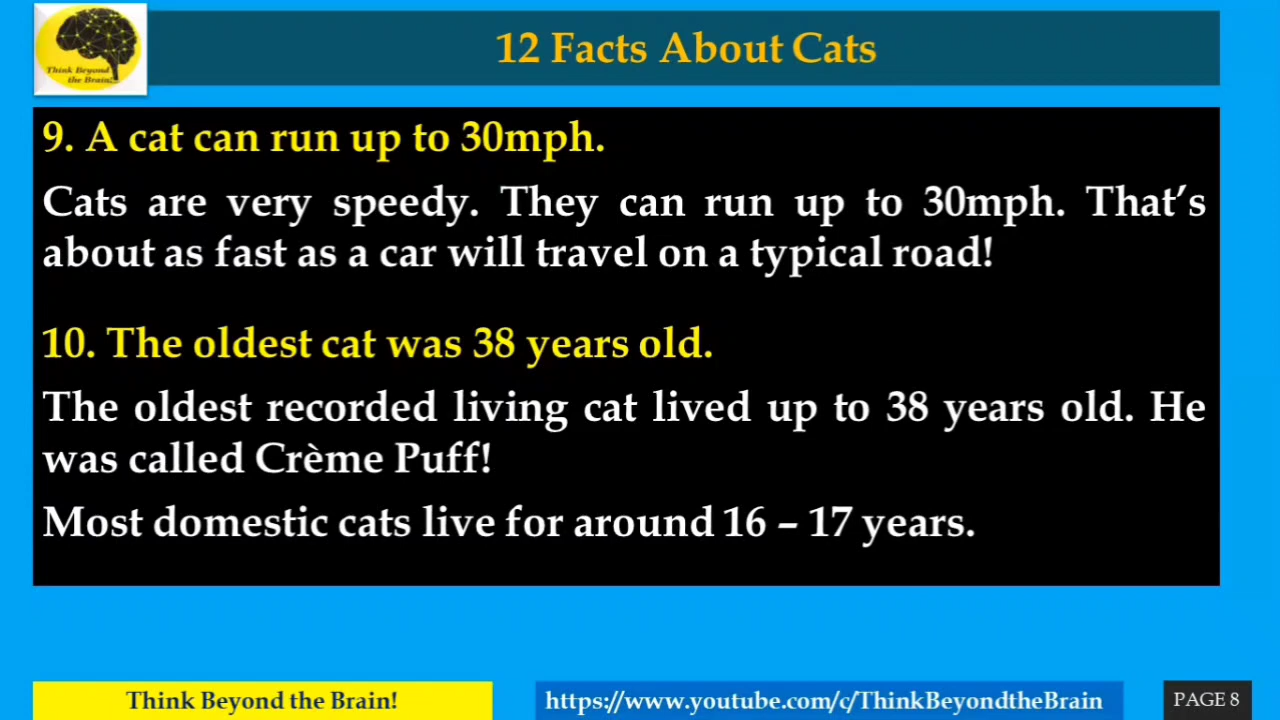 Think Beyond
the Brain!
12 Facts About Cats
9. A cat can run up to 30mph.
Cats are very speedy. They can run up to 30mph. That’s
about as fast as a car will travel on a typical road!
10. The oldest cat was 38 years old.
The oldest recorded living cat lived up to 38 years old. He
was called Crème Puff!
Most domestic cats live for around 16 – 17 years.
Think Beyond the Brain!
https://www.youtube.com/c/ThinkBeyondtheBrain
PAGE 8